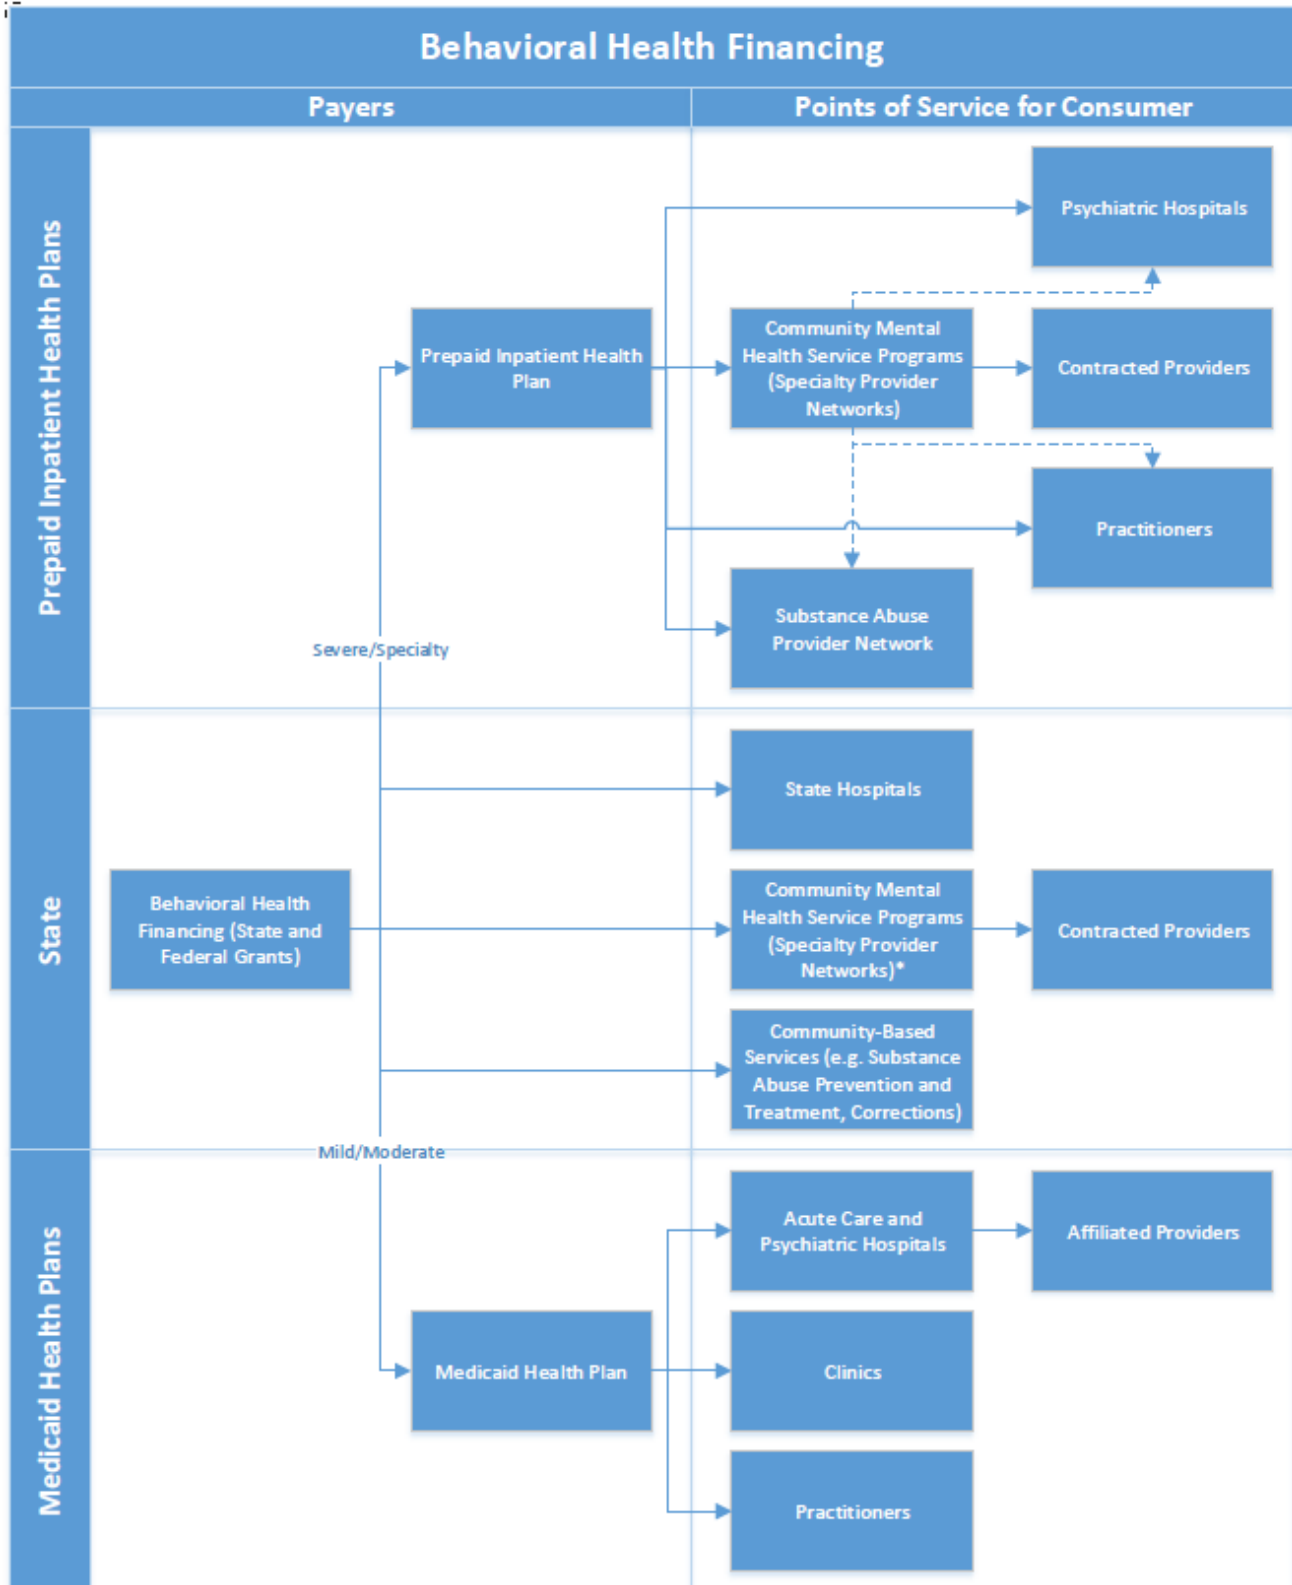 Behavioral Health Financing
Payers
Points of Service for Consumer
Prepaid Inpatient Health Plans
Psychiatric Hospitals
Prepaid Inpatient Health
Plan
Community Mental
Health Service Programs
(Specialty Provider
Networks)
Contracted Providers
Practitioners
Substance Abuse
Provider Network
Severe/Specialty
State
State Hospitals
Behavioral Health
Financing (State and
Federal Grants)
Community Mental
Health Service Programs
(Specialty Provider
Networks)*
Contracted Providers
Community-Based
Services (e.g. Substance
Abuse Prevention and
Treatment, Corrections)
Mild/Moderate
Medicaid Health Plans
Acute Care and
Psychiatric Hospitals
Affiliated Providers
Medicaid Health Plan
Clinics
Practitioners